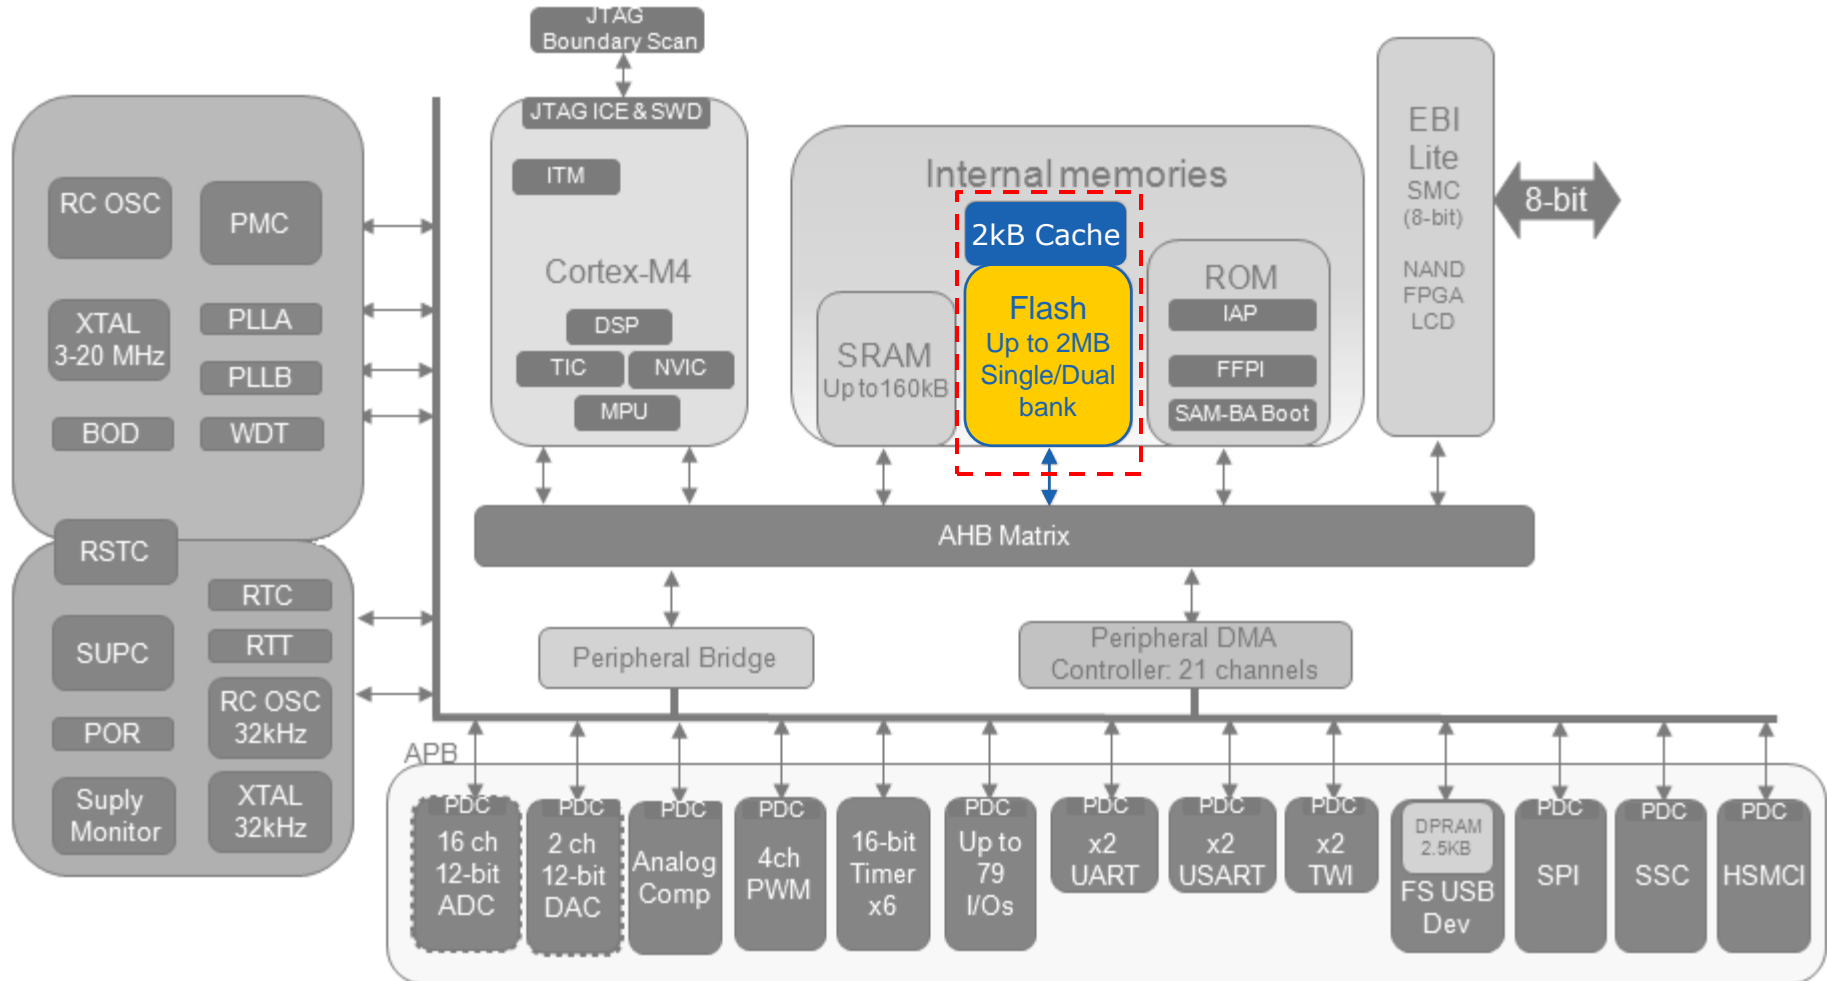 JTAG
Boundary Scan
JTAG ICE & SWD
ITM
Cortex-M4
DSP
TIC
NVIC
MPU
RC OSC
PMC
XTAL
3-20 MHz
PLLA
PLLB
BOD
WDT
RSTC
RTC
SUPC
RTT
RC OSC
32kHz
POR
Suply
Monitor
XTAL
32kHz
Internal memories
2kB Cache
Flash
Up to 2MB
Single/Dual
bank
SRAM
Up to 160kB
ROM
IAP
FFPI
SAM-BA Boot
EBI
Lite
SMC
(8-bit)
NAND
FPGA
LCD
8-bit
AHB Matrix
Peripheral Bridge
Peripheral DMA
Controller: 21 channels
APB
PDC
16 ch
12-bit
ADC
PDC
2 ch
12-bit
DAC
PDC
Analog
Comp
PDC
4ch
PWM
16-bit
Timer
x6
PDC
Up to
79
I/Os
PDC
x2
UART
PDC
x2
USART
PDC
x2
TWI
DPRAM
2.5KB
FS USB
Dev
PDC
SPI
PDC
SSC
PDC
HSMCI